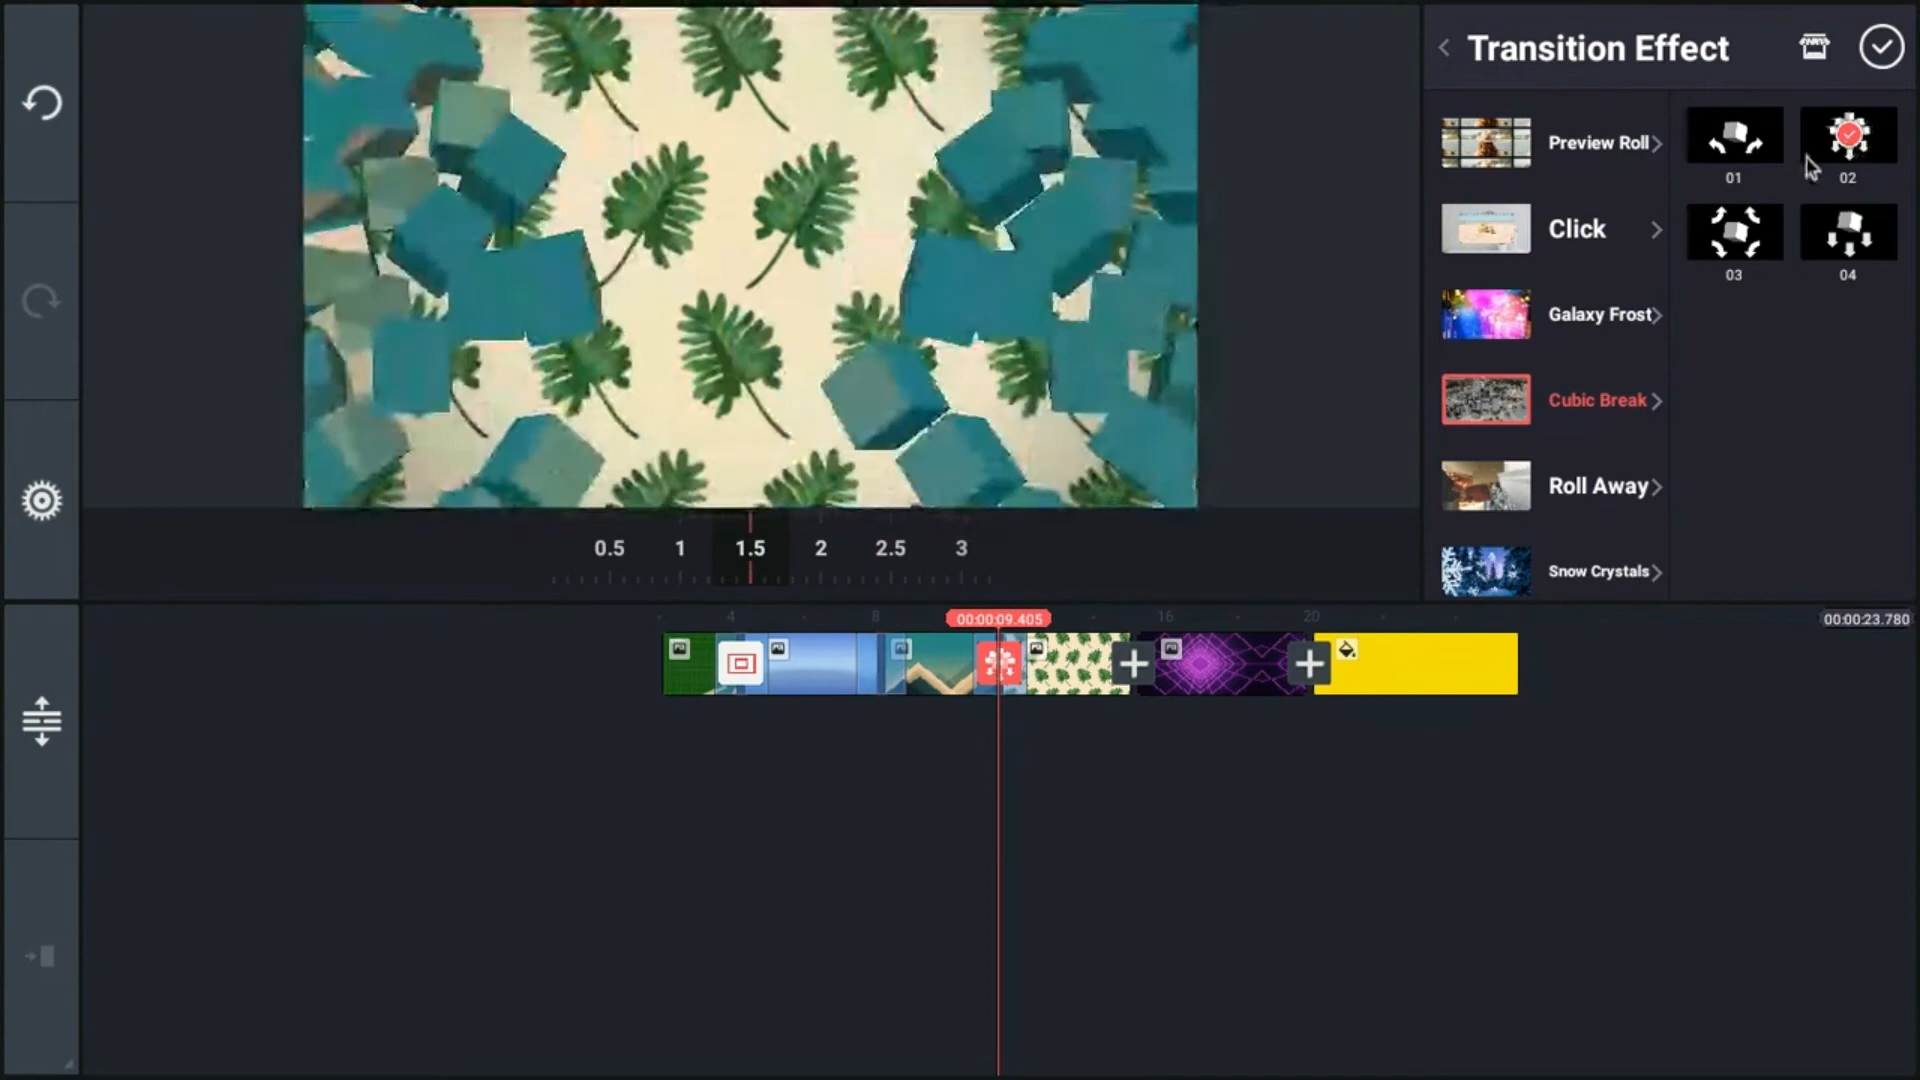 Transition Effect
Preview Roll
Click
Galaxy Frost
Cubic Break
Roll Away
Snow Crystals
01
02
03
04
0.5 1 1.5 2 2.5 3
4 8 16 20
00:00:09.405
00:00:23.780